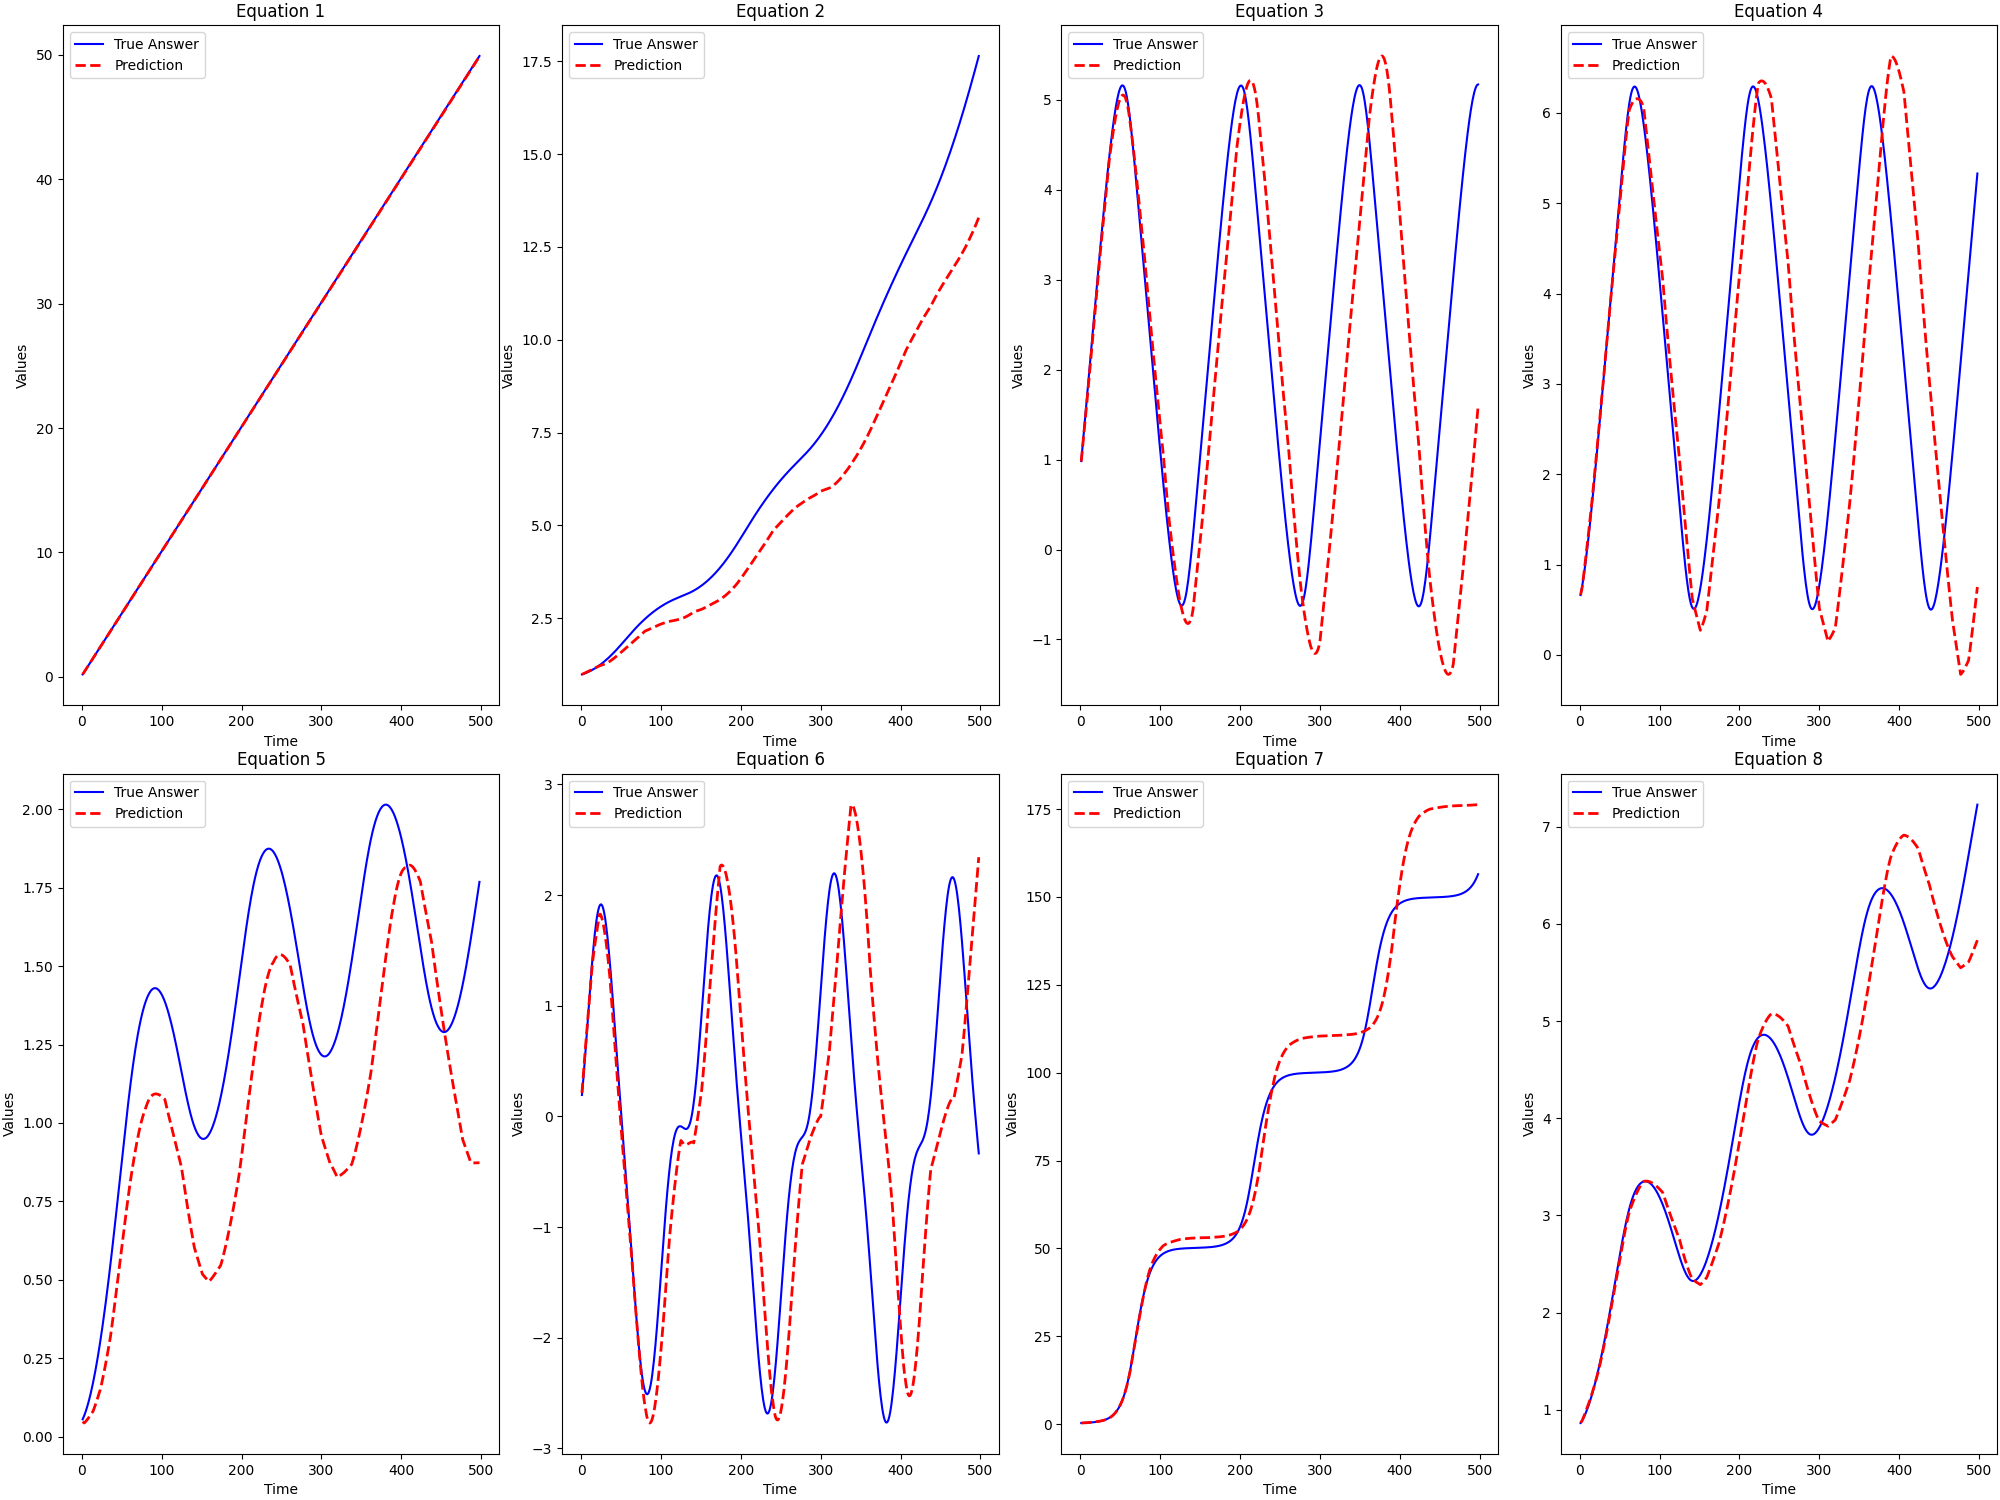 Equation 1
True Answer
Prediction
50
40
30
20
10
0
Values
0 100 200 300 400 500
Time
Equation 2
True Answer
Prediction
17.5
15.0
12.5
10.0
7.5
5.0
2.5
Values
0 100 200 300 400 500
Time
Equation 3
True Answer
Prediction
5
4
3
2
1
0
−1
Values
0 100 200 300 400 500
Time
Equation 4
True Answer
Prediction
6
5
4
3
2
1
0
Values
0 100 200 300 400 500
Time
Equation 5
True Answer
Prediction
2.00
1.75
1.50
1.25
1.00
0.75
0.50
0.25
0.00
Values
0 100 200 300 400 500
Time
Equation 6
True Answer
Prediction
3
2
1
0
−1
−2
−3
Values
0 100 200 300 400 500
Time
Equation 7
True Answer
Prediction
175
150
125
100
75
50
25
0
Values
0 100 200 300 400 500
Time
Equation 8
True Answer
Prediction
7
6
5
4
3
2
1
Values
0 100 200 300 400 500
Time